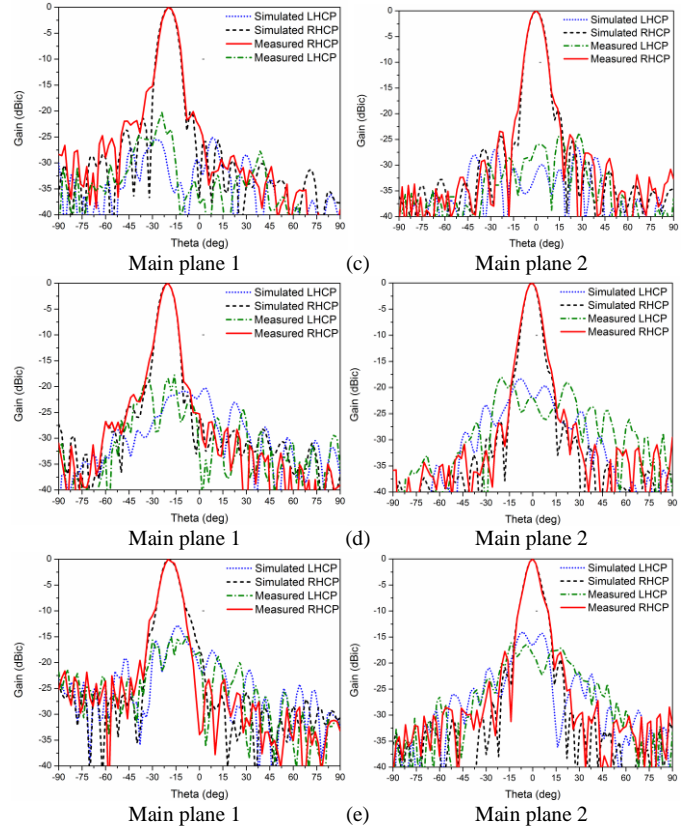 Simulated LHCP
Simulated RHCP
Measured RHCP
Measured LHCP
Gain (dBic)
0
-5
-10
-15
-20
-25
-30
-35
-40
-90 -75 -60 -45 -30 -15 0 15 30 45 60 75 90
Theta (deg)
Simulated LHCP
Simulated RHCP
Measured LHCP
Measured RHCP
Gain (dBic)
0
-5
-10
-15
-20
-25
-30
-35
-40
-90 -75 -60 -45 -30 -15 0 15 30 45 60 75 90
Theta (deg)
Main plane 1 (c) Main plane 2
Simulated LHCP
Simulated RHCP
Measured LHCP
Measured RHCP
Gain (dBic)
0
-5
-10
-15
-20
-25
-30
-35
-40
-90 -75 -60 -45 -30 -15 0 15 30 45 60 75 90
Theta (deg)
Simulated LHCP
Simulated RHCP
Measured LHCP
Measured RHCP
Gain (dBic)
0
-5
-10
-15
-20
-25
-30
-35
-40
-90 -75 -60 -45 -30 -15 0 15 30 45 60 75 90
Theta (deg)
Main plane 1 (d) Main plane 2
Simulated LHCP
Simulated RHCP
Measured LHCP
Measured RHCP
Gain (dBic)
0
-5
-10
-15
-20
-25
-30
-35
-40
-90 -75 -60 -45 -30 -15 0 15 30 45 60 75 90
Theta (deg)
Simulated LHCP
Simulated RHCP
Measured LHCP
Measured RHCP
Gain (dBic)
0
-5
-10
-15
-20
-25
-30
-35
-40
-90 -75 -60 -45 -30 -15 0 15 30 45 60 75 90
Theta (deg)
Main plane 1 (e) Main plane 2